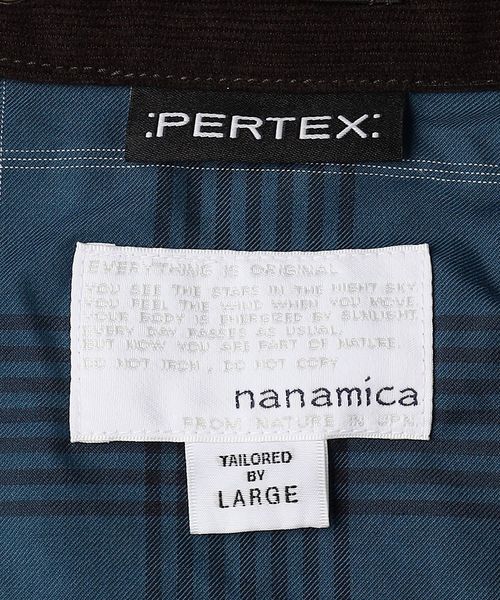 :PERTEX:
EVERYTHING IS ORIGINAL
YOU SEE THE STARS IN THE NIGHT SKY
YOU FEEL THE WIND WHEN YOU MOVE
YOUR BODY IS ENERGIZED BY SUNLIGHT
EVERY DAY PASSES AS USUAL.
BUT NOW YOU ARE PART OF NATURE.
DO NOT IRON, DO NOT COPY
nanamica
FROM NATURE IN JPN.
TAILORED
BY
LARGE